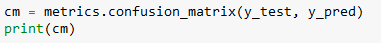 cm = metrics.confusion_matrix(y_test, y_pred)
print(cm)